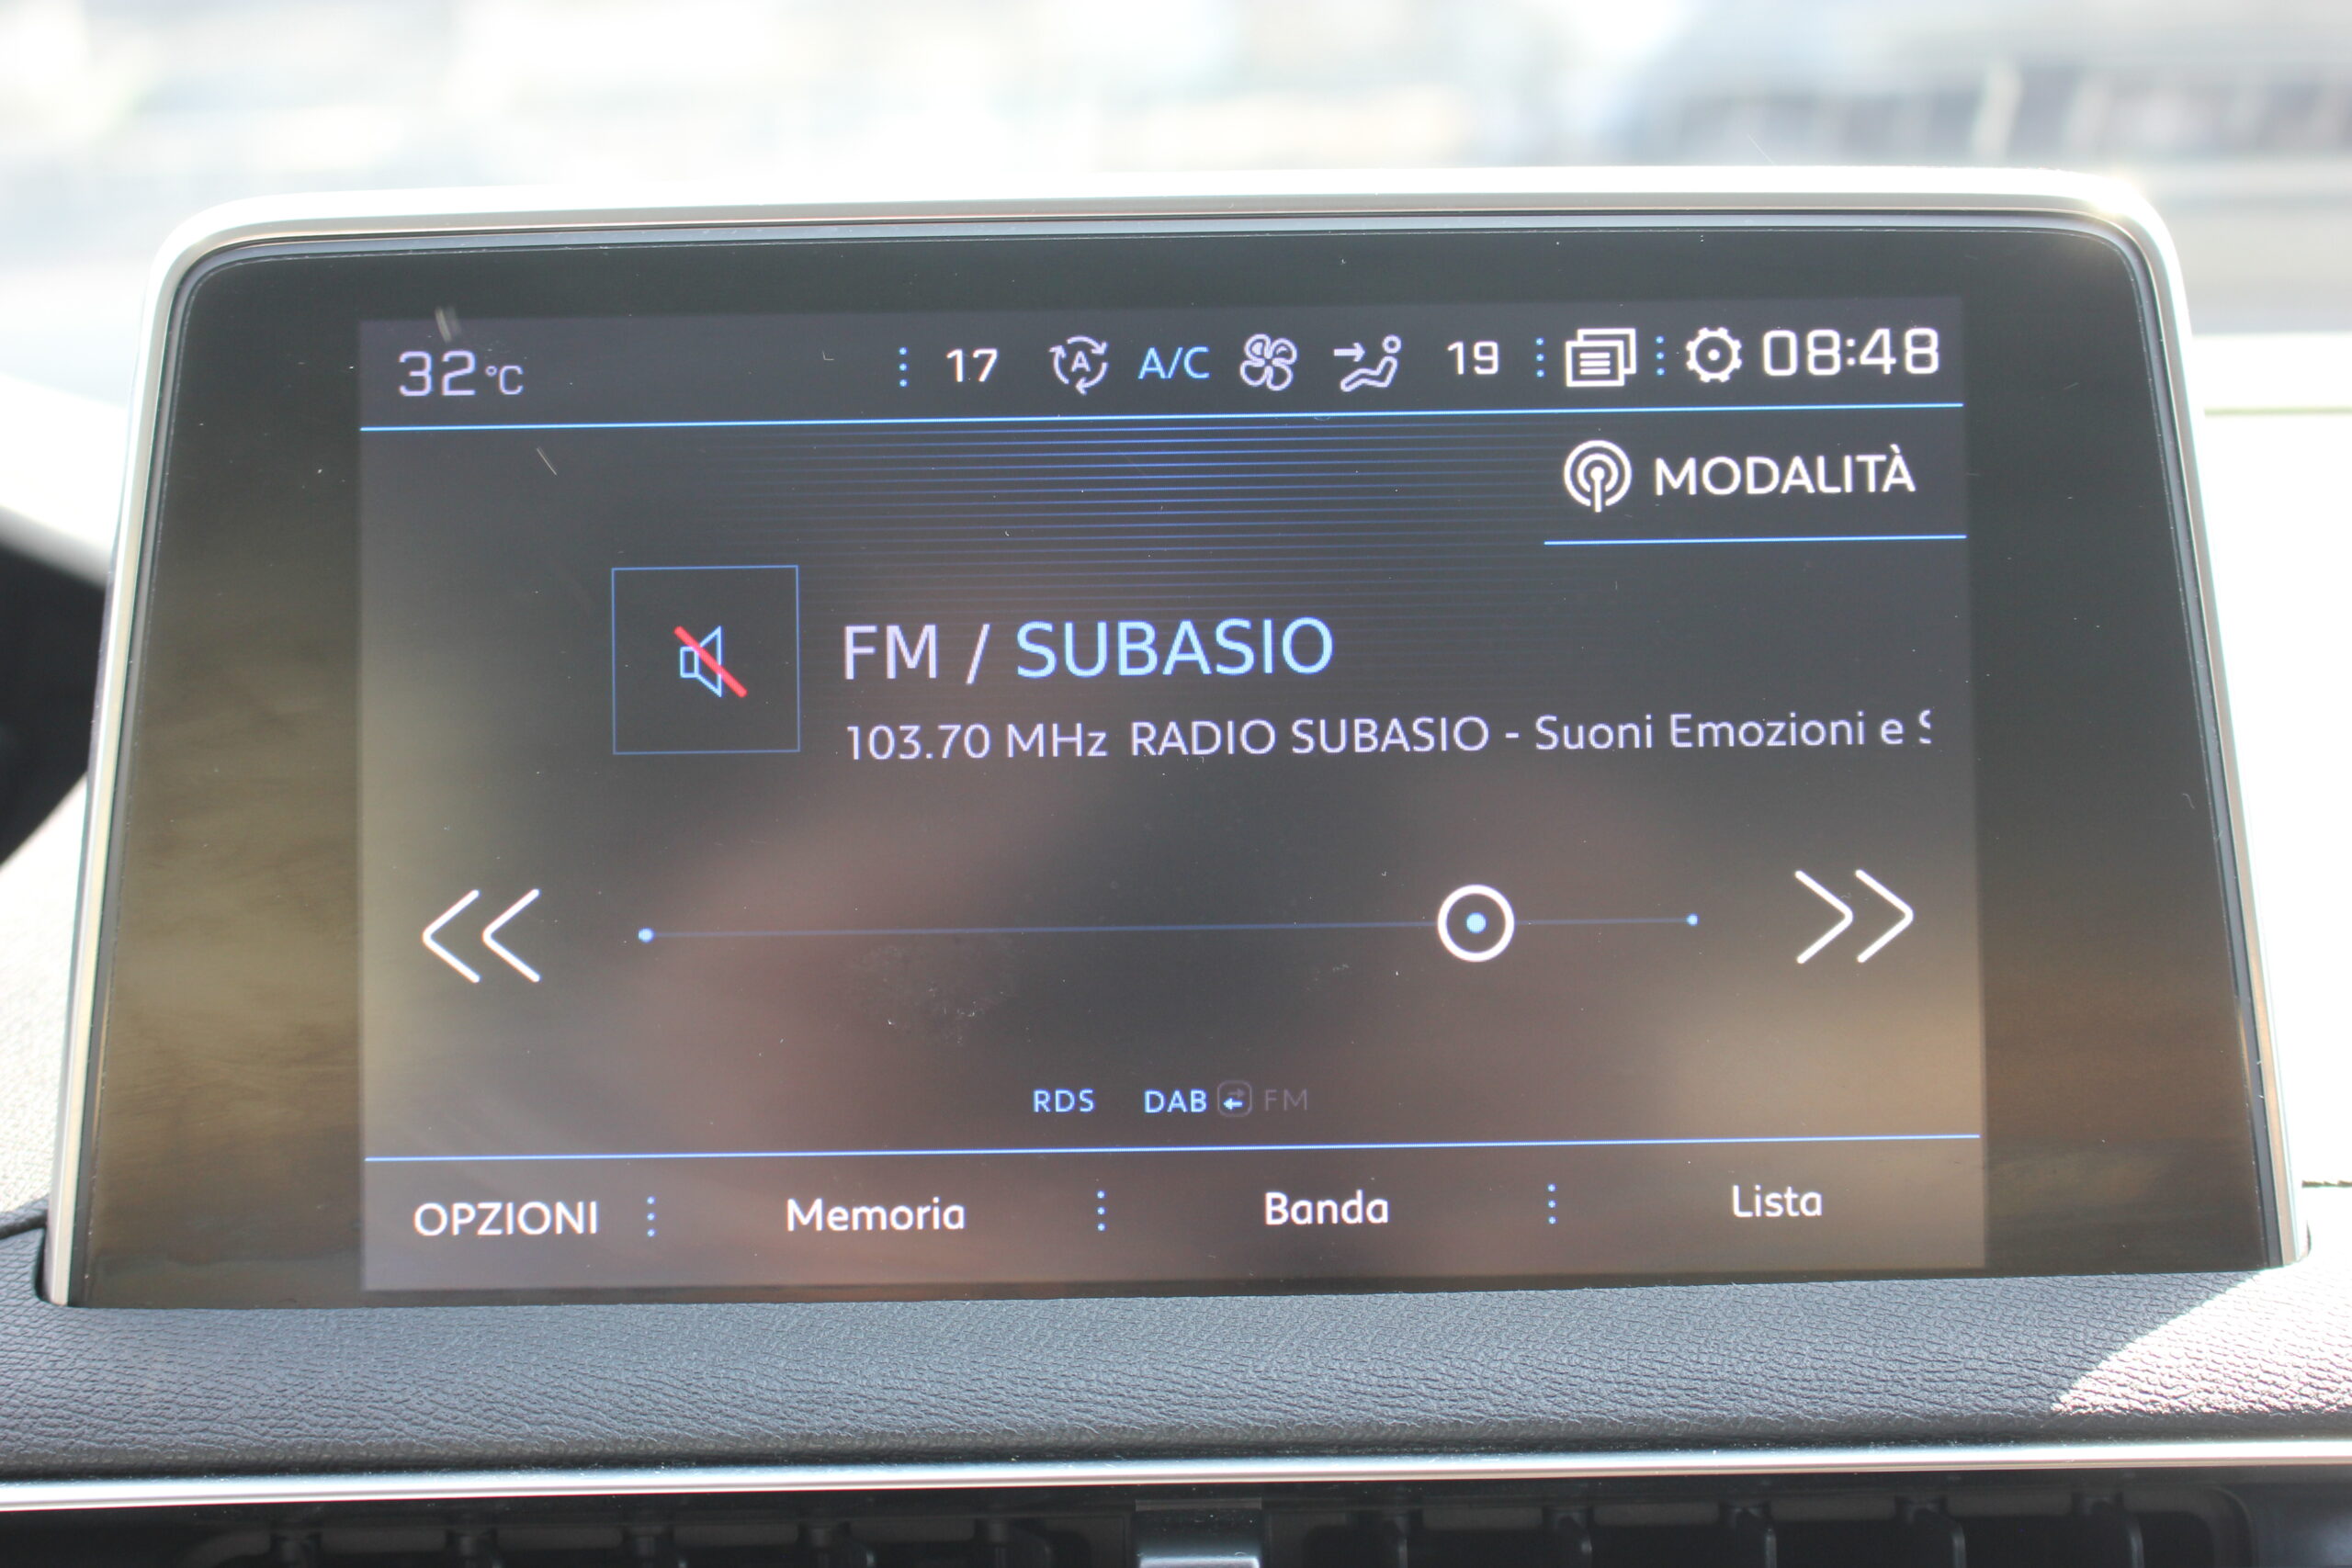 32 °C 17 A A/C 19 08:48
MODALITÀ
FM / SUBASIO
103.70 MHz RADIO SUBASIO - Suoni Emozioni e
RDS DAB FM
OPZIONI Memoria Banda Lista